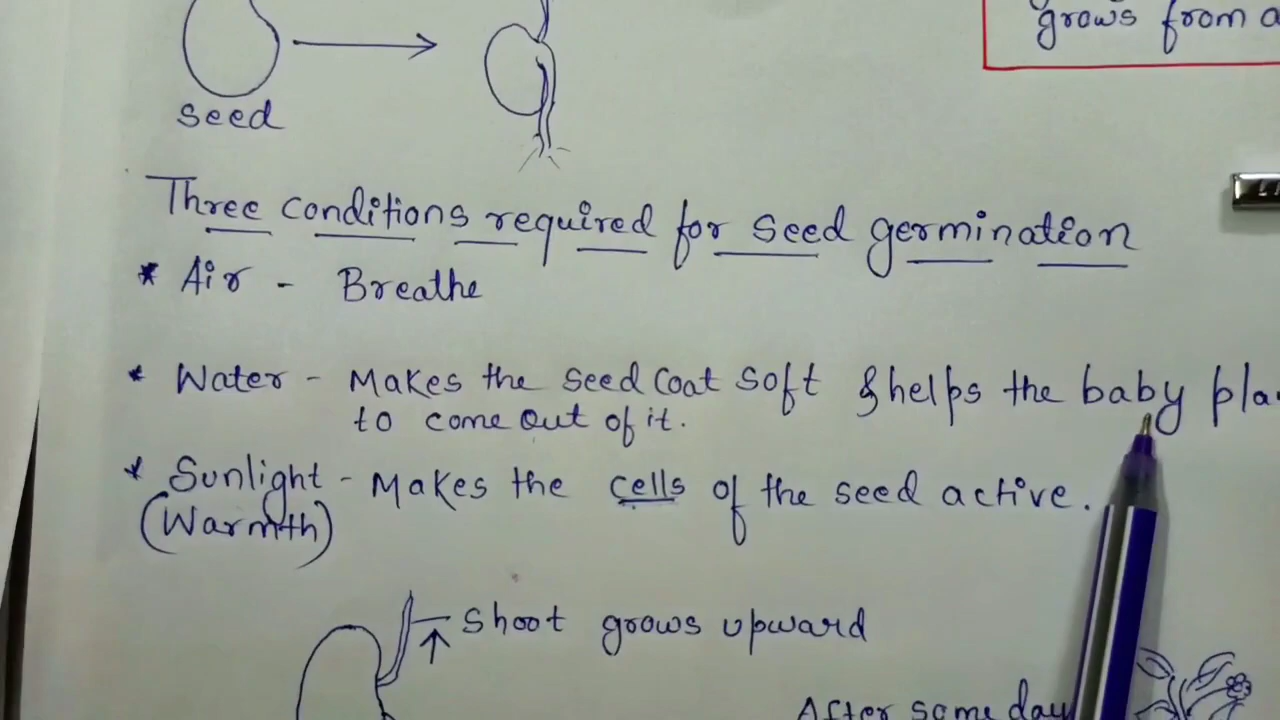 grows from a
seed
Three conditions required for seed germination
* Air - Breathe
* Water - Makes the seed coat soft & helps the baby pla
to come out of it.
* Sunlight - Makes the cells of the seed active.
(Warmth)
Shoot grows upward
After some day